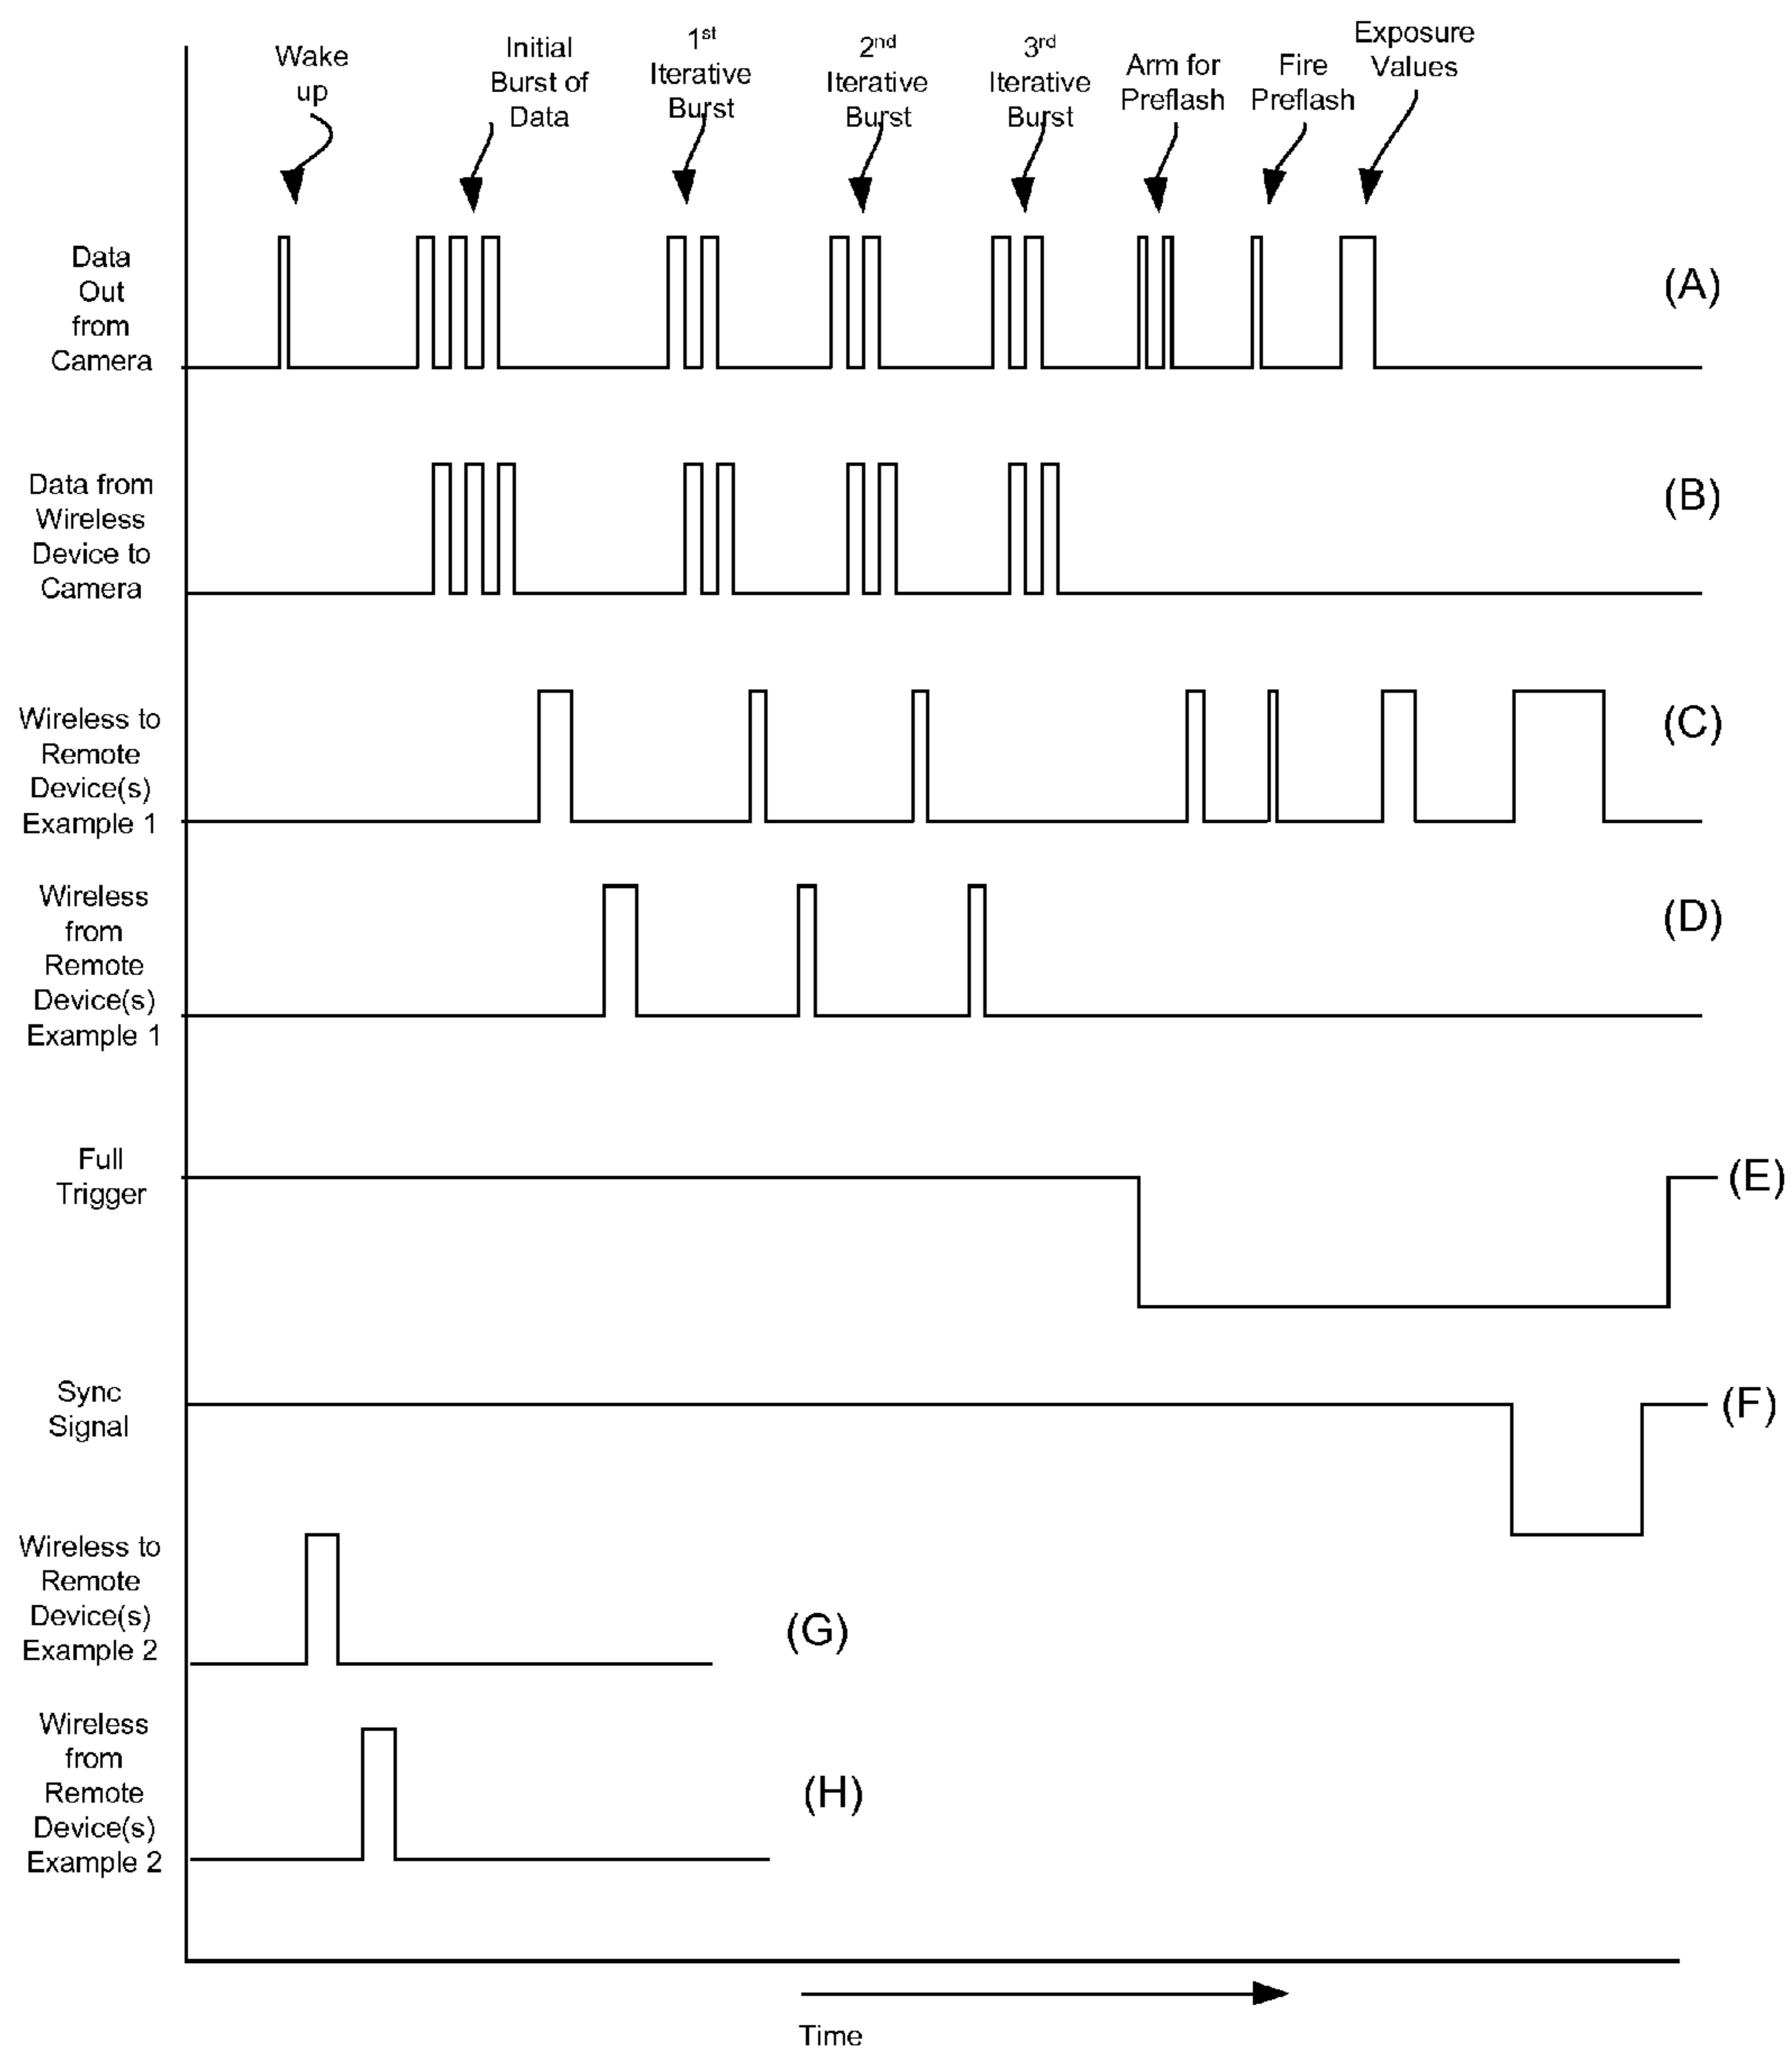 Wake
up
Initial
Burst of
Data
1st
Iterative
Burst
2nd
Iterative
Burst
3rd
Iterative
Burst
Arm for
Preflash
Fire
Preflash
Exposure
Values
Data
Out
from
Camera
(A)
Data from
Wireless
Device to
Camera
(B)
Wireless to
Remote
Device(s)
Example 1
(C)
Wireless
from
Remote
Device(s)
Example 1
(D)
Full
Trigger
(E)
Sync
Signal
(F)
Wireless to
Remote
Device(s)
Example 2
(G)
Wireless
from
Remote
Device(s)
Example 2
(H)
Time